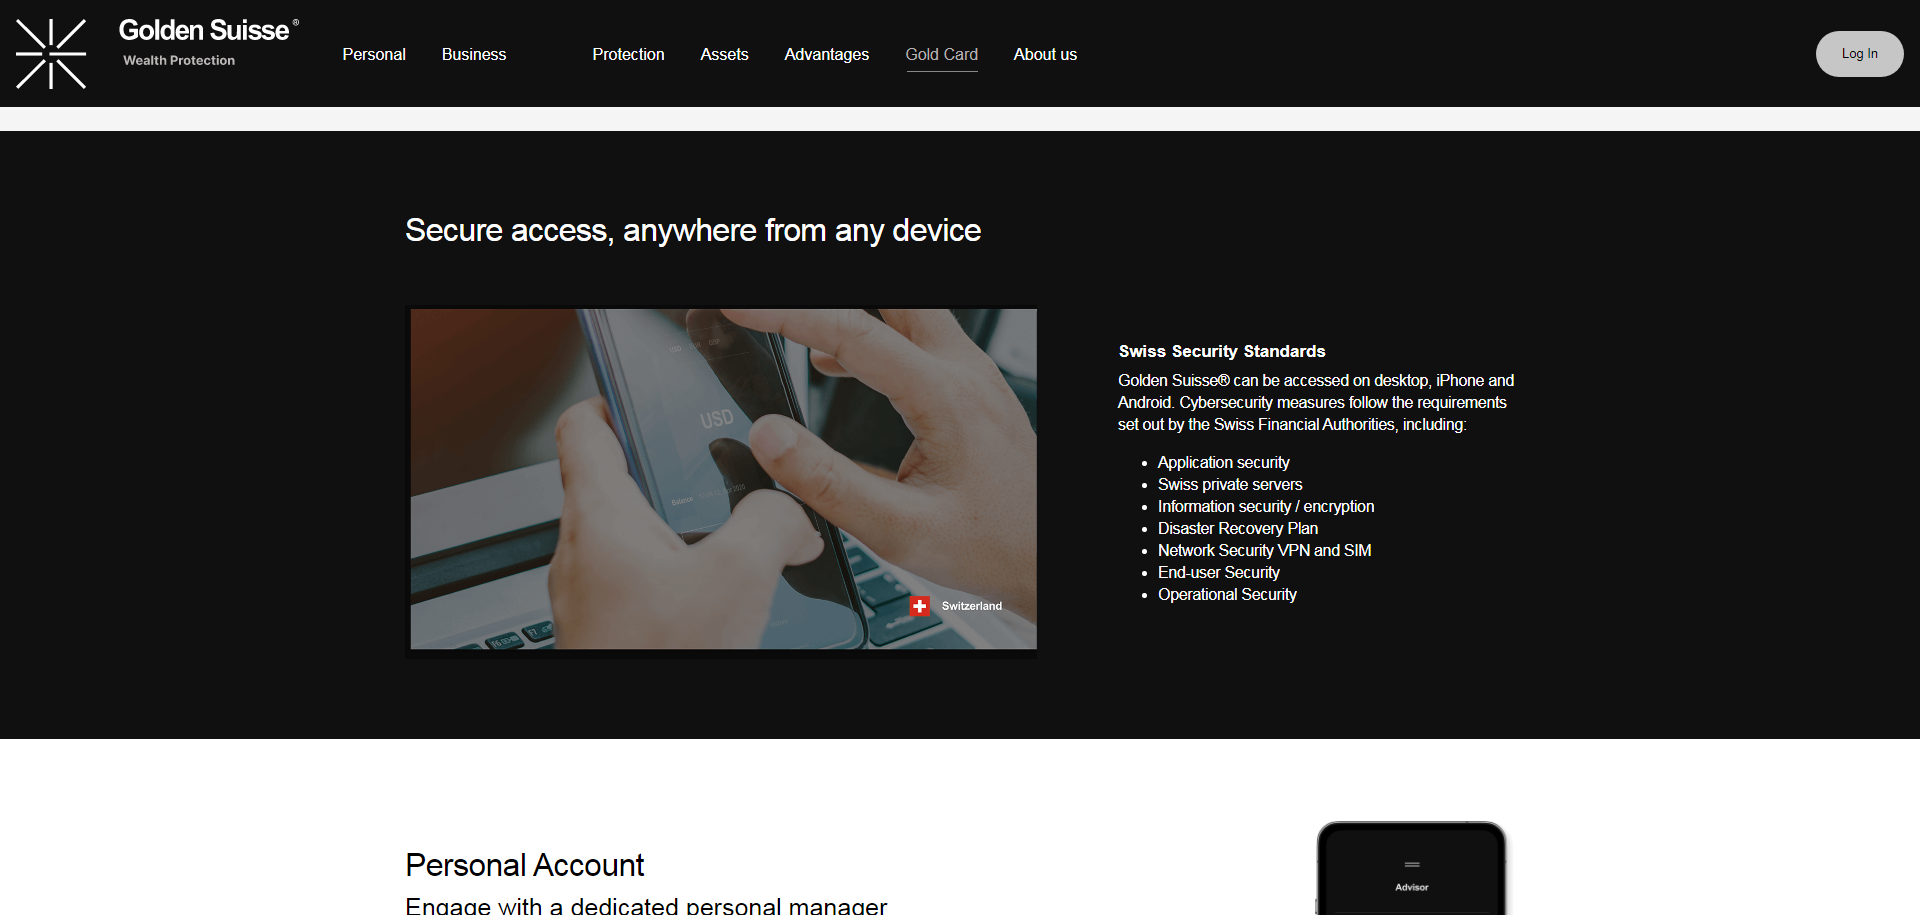 Golden Suisse®
Wealth Protection
Personal
Business
Protection
Assets
Advantages
Gold Card
About us
Log In
Secure access, anywhere from any device
USD
Balance
Switzerland
Swiss Security Standards
Golden Suisse® can be accessed on desktop, iPhone and
Android. Cybersecurity measures follow the requirements
set out by the Swiss Financial Authorities, including:
• Application security
• Swiss private servers
• Information security / encryption
• Disaster Recovery Plan
• Network Security VPN and SIM
• End-user Security
• Operational Security
Personal Account
Engage with a dedicated personal manager
Advisor